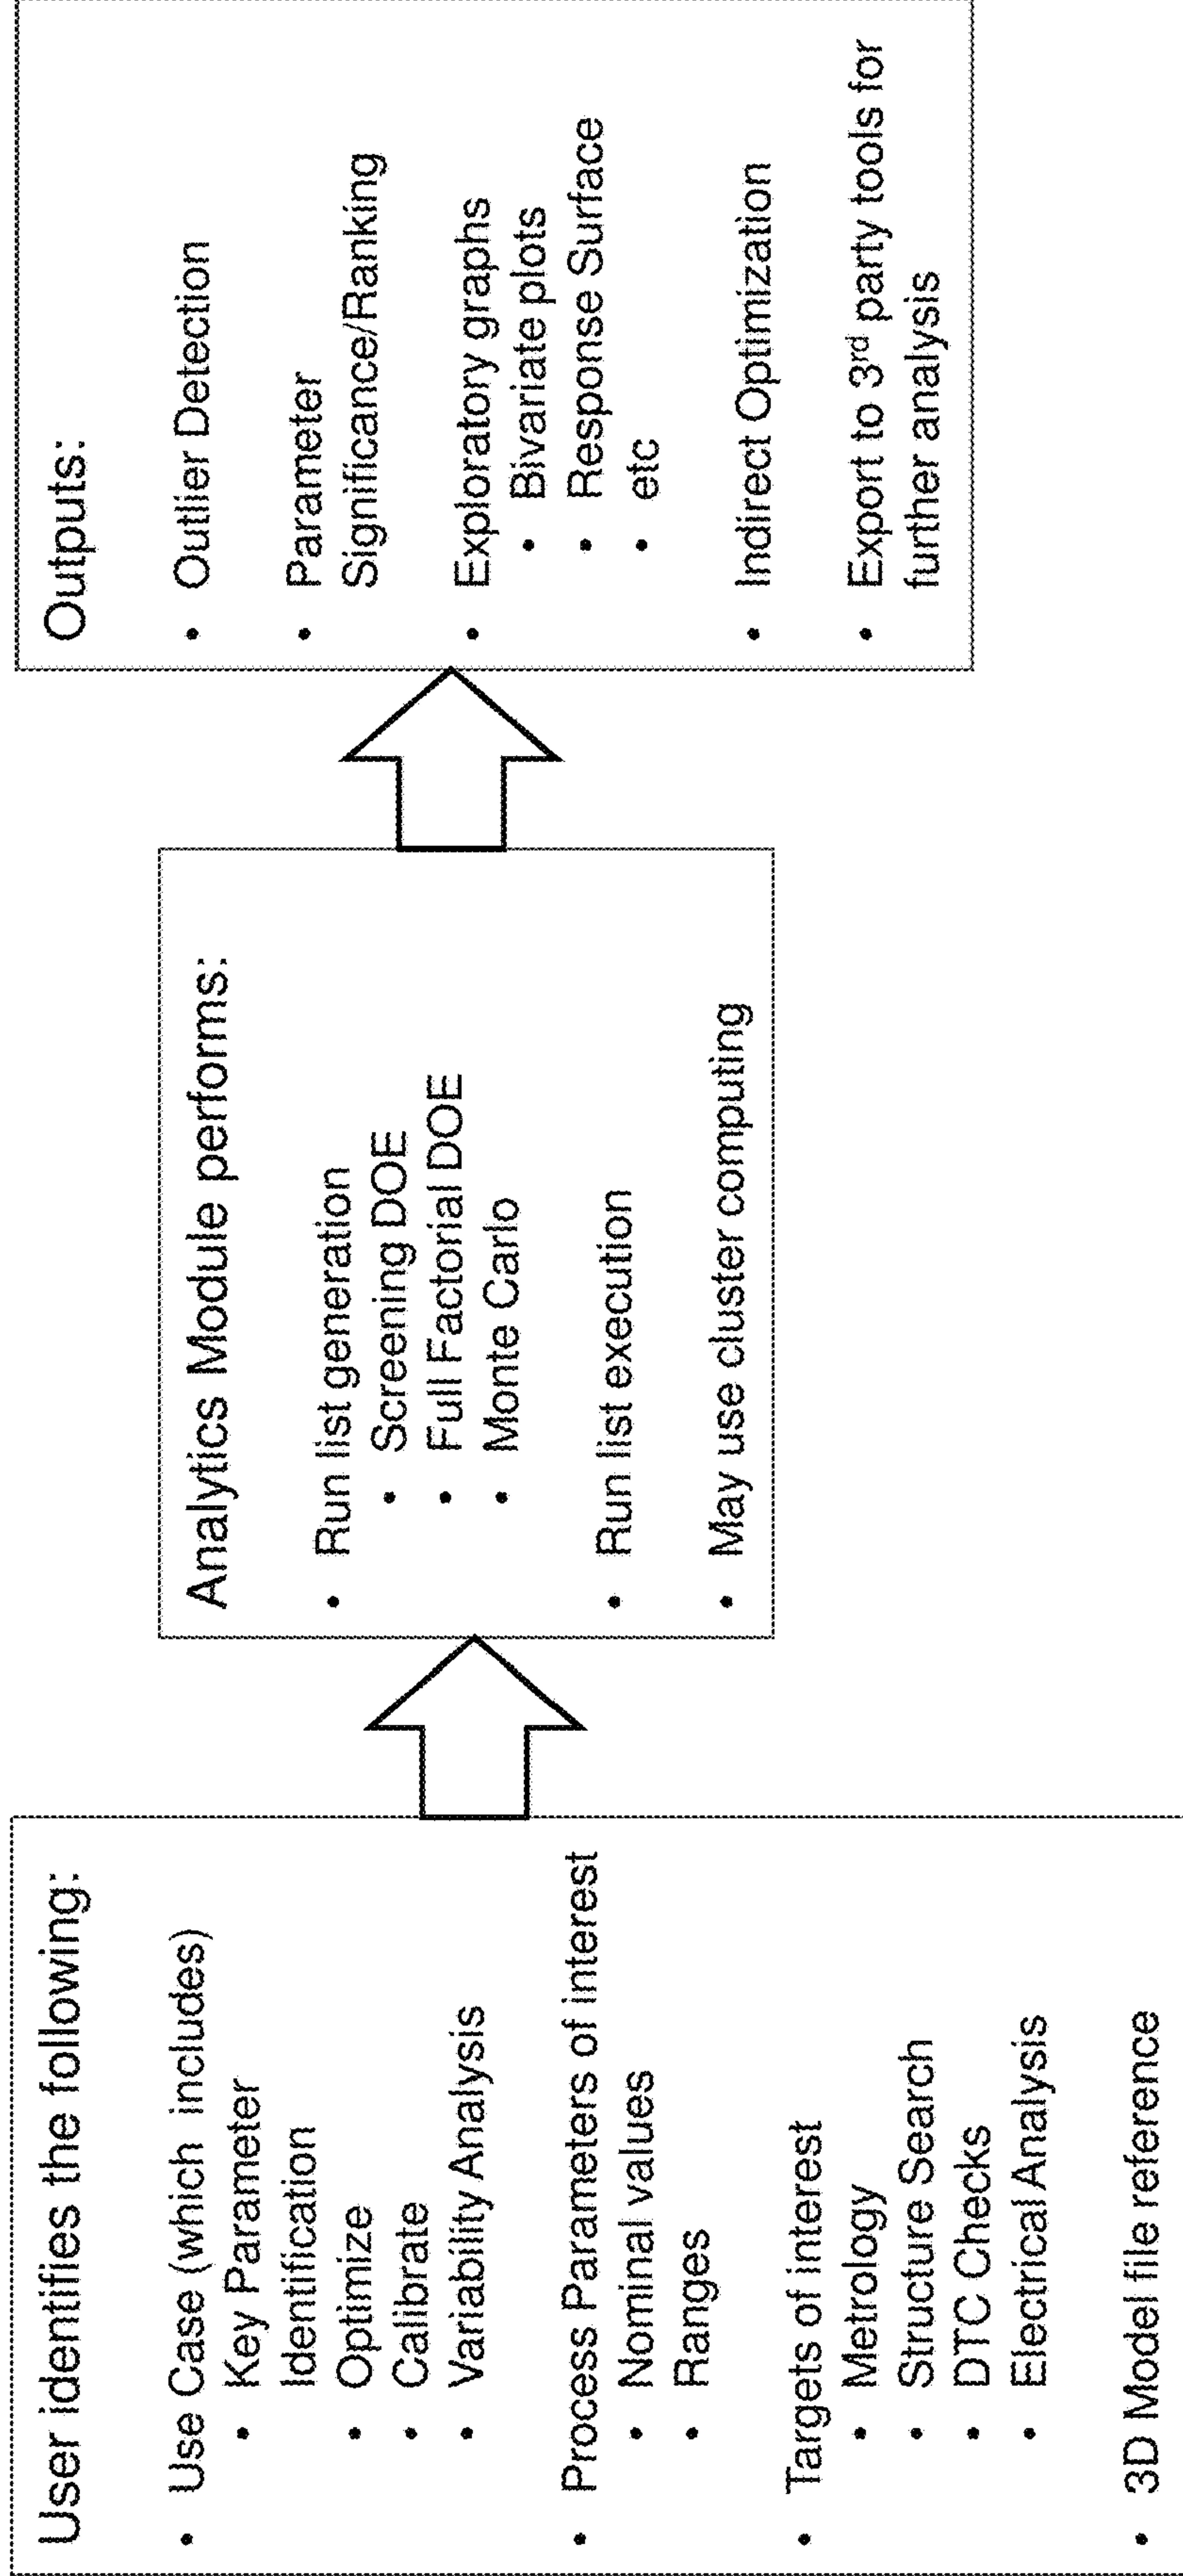 User identifies the following:
• Use Case (which includes)
• Key Parameter
Identification
• Optimize
• Calibrate
• Variability Analysis
• Process Parameters of interest
• Nominal values
• Ranges
• Targets of interest
• Metrology
• Structure Search
• DTC Checks
• Electrical Analysis
• 3D Model file reference
Analytics Module performs:
• Run list generation
• Screening DOE
• Full Factorial DOE
• Monte Carlo
• Run list execution
• May use cluster computing
Outputs:
• Outlier Detection
• Parameter
Significance/Ranking
• Exploratory graphs
• Bivariate plots
• Response Surface
• etc
• Indirect Optimization
• Export to 3rd party tools for
further analysis